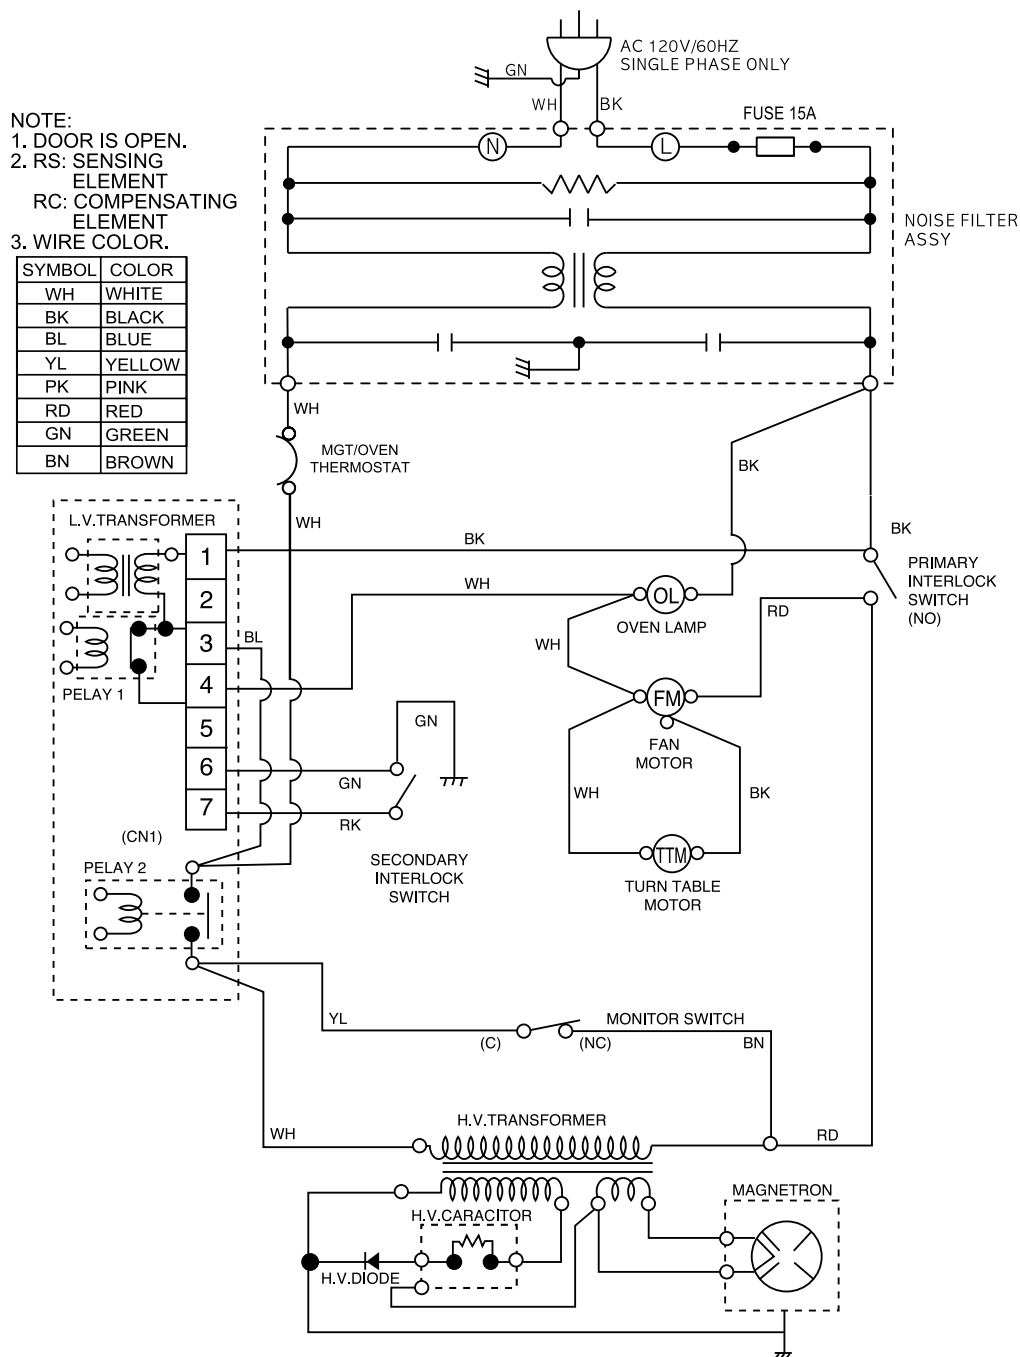 AC 120V/60HZ
SINGLE PHASE ONLY
GN
WH
BK
NOTE:
1. DOOR IS OPEN.
2. RS: SENSING
ELEMENT
RC: COMPENSATING
ELEMENT
3. WIRE COLOR.
SYMBOL COLOR
WH WHITE
BK BLACK
BL BLUE
YL YELLOW
PK PINK
RD RED
GN GREEN
BN BROWN
FUSE 15A
N
L
NOISE FILTER
ASSY
WH
MGT/OVEN
THERMOSTAT
WH
BK
BK
L.V.TRANSFORMER
1
2
3
4
5
6
7
BK
PRIMARY
INTERLOCK
SWITCH
(NO)
WH
OL
OVEN LAMP
RD
BL
WH
PELAY 1
FM
FAN
MOTOR
GN
GN
RK
WH
BK
(CN1)
SECONDARY
INTERLOCK
SWITCH
TTM
TURN TABLE
MOTOR
PELAY 2
YL
MONITOR SWITCH
(C)
(NC)
BN
H.V.TRANSFORMER
WH
RD
MAGNETRON
H.V.CARACITOR
H.V.DIODE